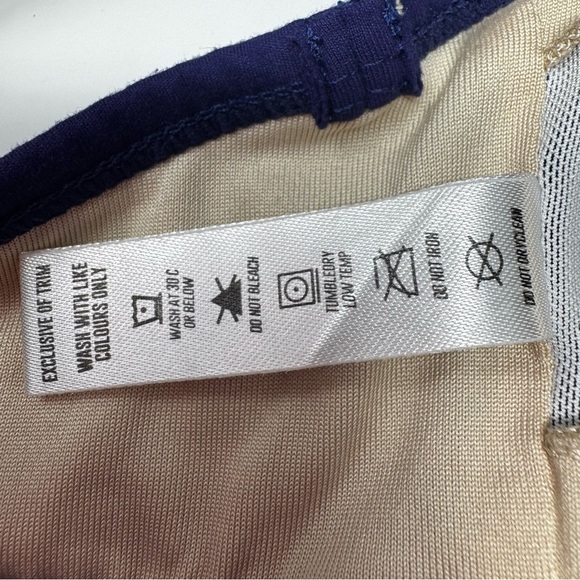 EXCLUSIVE OF TRIM
WASH WITH LIKE
COLOURS ONLY
WASH AT 30 C
OR BELOW
DO NOT BLEACH
TUMBLEDRY
LOW TEMP
DO NOT IRON
DO NOT DRYCLEAN